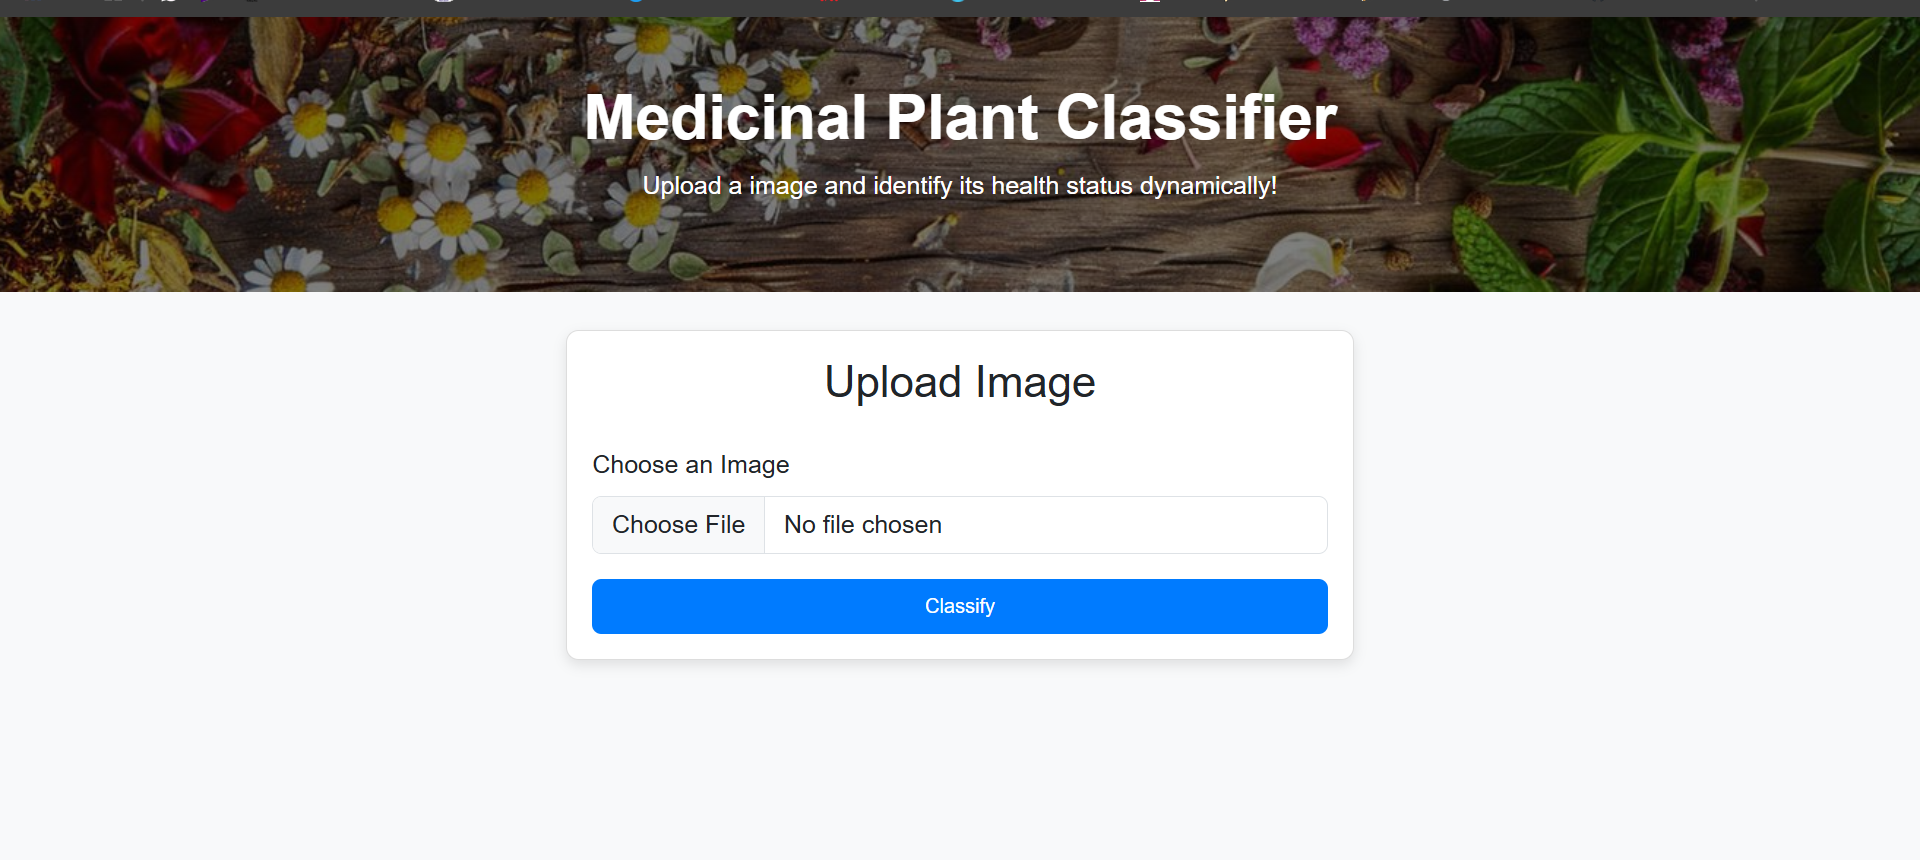 Medicinal Plant Classifier
Upload a image and identify its health status dynamically!
Upload Image
Choose an Image
Choose File No file chosen
Classify